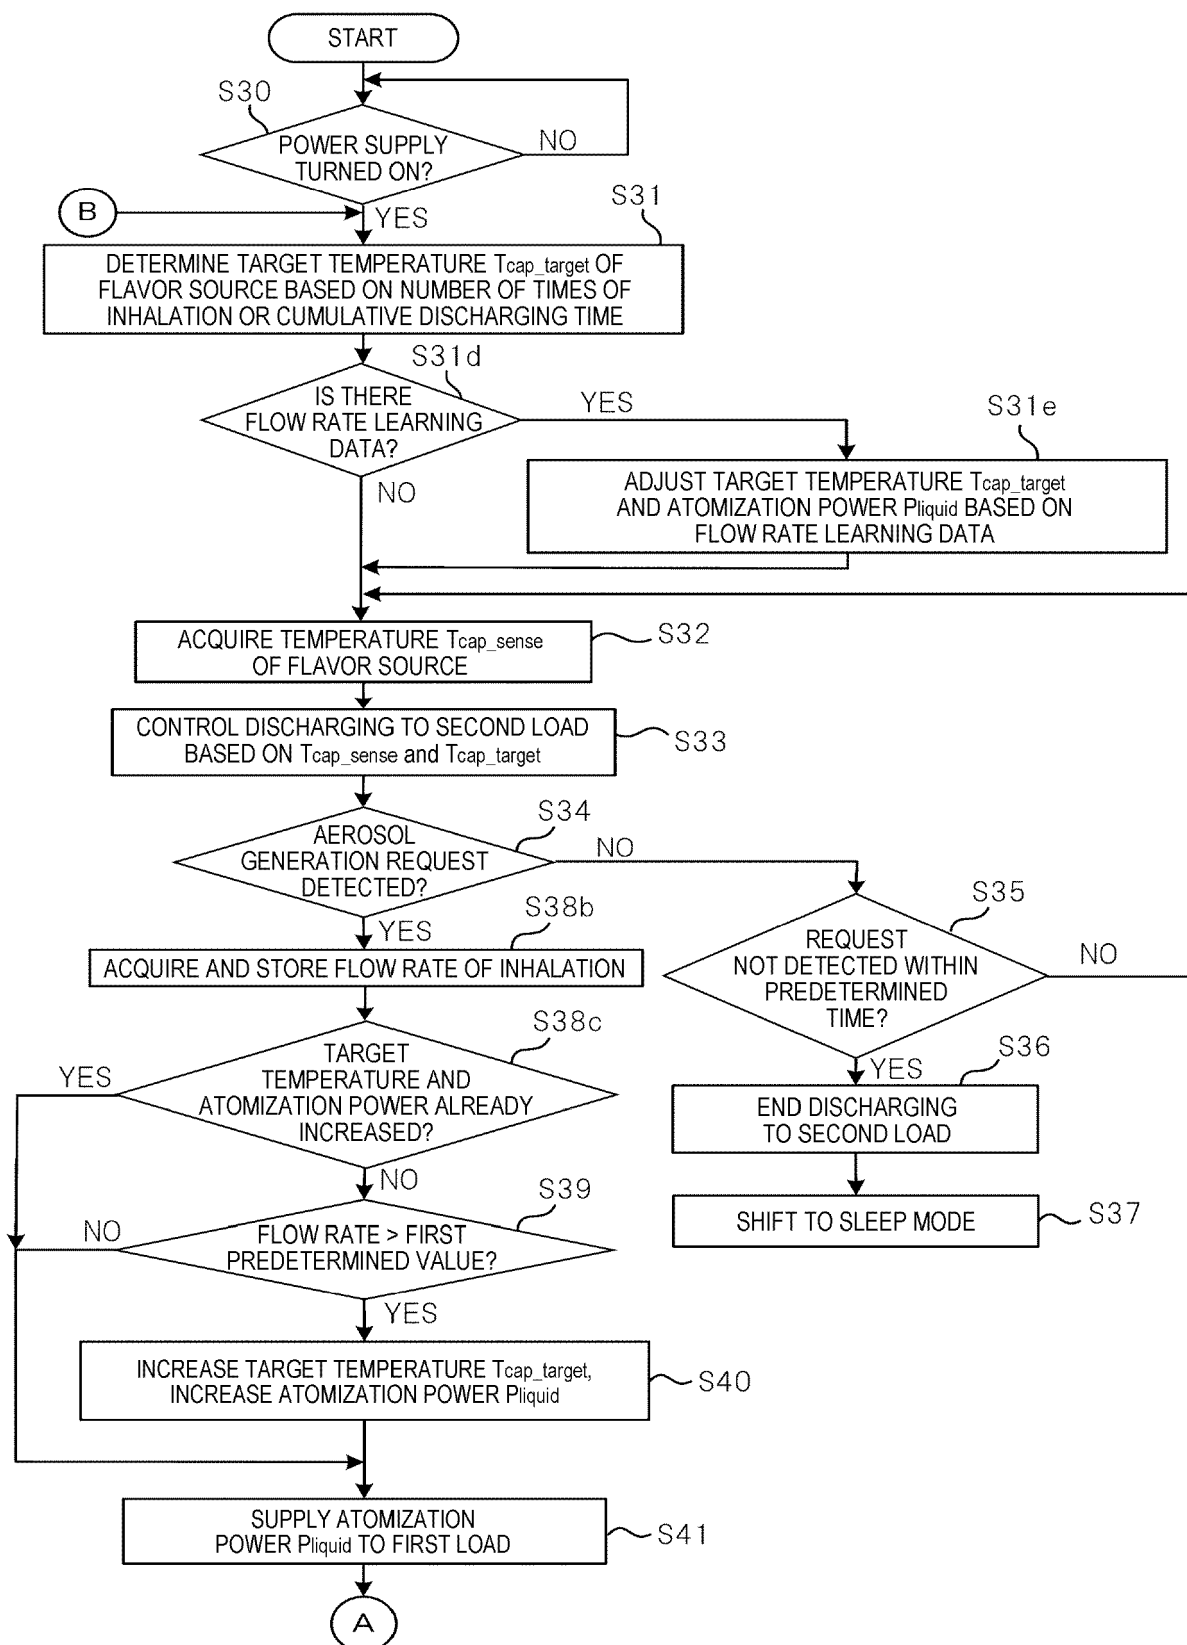 START
S30
POWER SUPPLY
TURNED ON?
NO
B
YES
S31
DETERMINE TARGET TEMPERATURE Tcap_target OF
FLAVOR SOURCE BASED ON NUMBER OF TIMES OF
INHALATION OR CUMULATIVE DISCHARGING TIME
S31d
IS THERE
FLOW RATE LEARNING
DATA?
YES
NO
S31e
ADJUST TARGET TEMPERATURE Tcap_target
AND ATOMIZATION POWER Pliquid BASED ON
FLOW RATE LEARNING DATA
ACQUIRE TEMPERATURE Tcap_sense
OF FLAVOR SOURCE
S32
CONTROL DISCHARGING TO SECOND LOAD
BASED ON Tcap_sense and Tcap_target
S33
S34
AEROSOL
GENERATION REQUEST
DETECTED?
NO
YES
S35
REQUEST
NOT DETECTED WITHIN
PREDETERMINED
TIME?
NO
YES
S36
END DISCHARGING
TO SECOND LOAD
SHIFT TO SLEEP MODE
S37
S38b
ACQUIRE AND STORE FLOW RATE OF INHALATION
S38c
TARGET
TEMPERATURE AND
ATOMIZATION POWER ALREADY
INCREASED?
YES
NO
S39
FLOW RATE > FIRST
PREDETERMINED VALUE?
NO
YES
INCREASE TARGET TEMPERATURE Tcap_target,
INCREASE ATOMIZATION POWER Pliquid
S40
SUPPLY ATOMIZATION
POWER Pliquid TO FIRST LOAD
S41
A